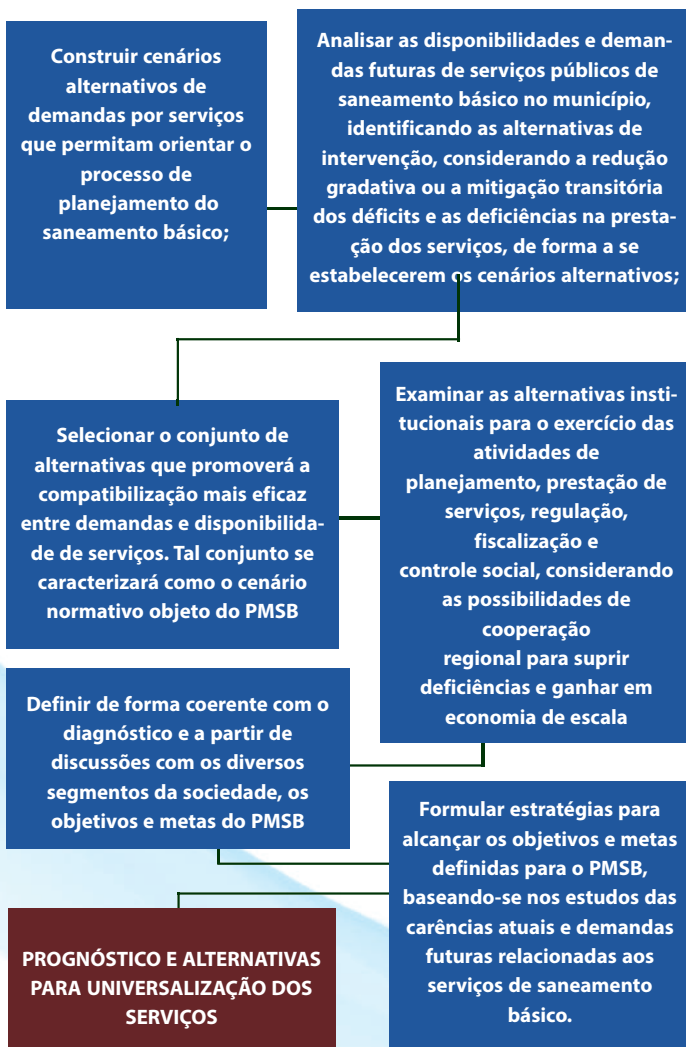 Construir cenários
alternativos de
demandas por serviços
que permitam orientar o
processo de
planejamento do
saneamento básico;
Analisar as disponibilidades e deman-
das futuras de serviços públicos de
saneamento básico no município,
identificando as alternativas de
intervenção, considerando a redução
gradativa ou a mitigação transitória
dos déficits e as deficiências na presta-
ção dos serviços, de forma a se
estabelecerem os cenários alternativos;
Selecionar o conjunto de
alternativas que promoverá a
compatibilização mais eficaz
entre demandas e disponibilida-
de de serviços. Tal conjunto se
caracterizará como o cenário
normativo objeto do PMSB
Examinar as alternativas insti-
tucionais para o exercício das
atividades de
planejamento, prestação de
serviços, regulação,
fiscalização e
controle social, considerando
as possibilidades de
cooperação
regional para suprir
deficiências e ganhar em
economia de escala
Definir de forma coerente com o
diagnóstico e a partir de
discussões com os diversos
segmentos da sociedade, os
objetivos e metas do PMSB
Formular estratégias para
alcançar os objetivos e metas
definidas para o PMSB,
baseando-se nos estudos das
carências atuais e demandas
futuras relacionadas aos
serviços de saneamento
básico.
PROGNÓSTICO E ALTERNATIVAS
PARA UNIVERSALIZAÇÃO DOS
SERVIÇOS